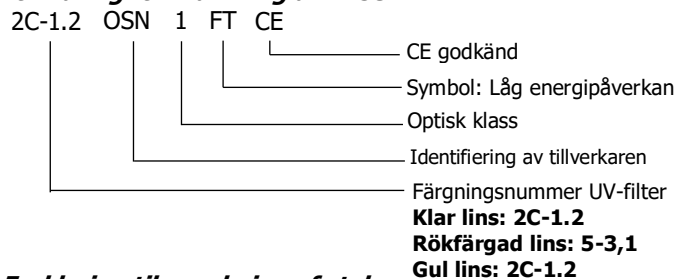 2C-1.2 OSN 1 FT CE
CE godkänd
Symbol: Låg energipåverkan
Optisk klass
Identifiering av tillverkaren
Färgningsnummer UV-filter
Klar lins: 2C-1.2
Rökfärgad lins: 5-3,1
Gul lins: 2C-1.2